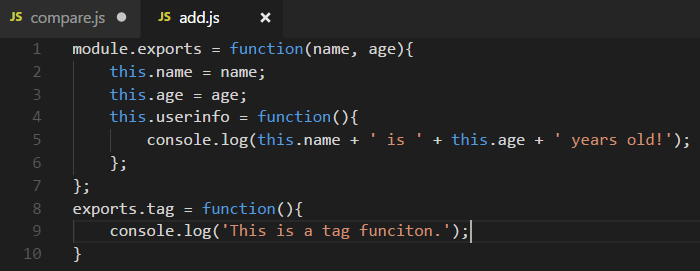 JS compare.js JS add.js
1 module.exports = function(name, age){
2 this.name = name;
3 this.age = age;
4 this.userinfo = function(){
5 console.log(this.name + ' is ' + this.age + ' years old!');
6 };
7 };
8 exports.tag = function(){
9 console.log('This is a tag funciton.');
10 }